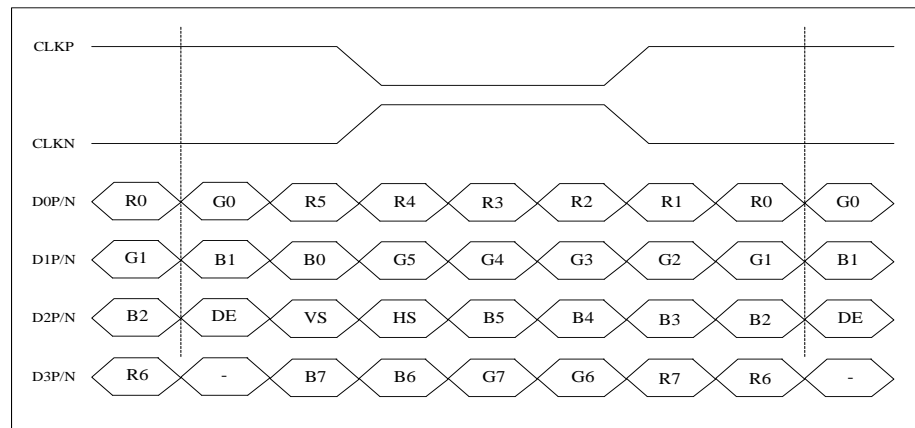 CLKP
CLKN
D0P/N R0 G0 R5 R4 R3 R2 R1 R0 G0
D1P/N G1 B1 B0 G5 G4 G3 G2 G1 B1
D2P/N B2 DE VS HS B5 B4 B3 B2 DE
D3P/N R6 - B7 B6 G7 G6 R7 R6 -